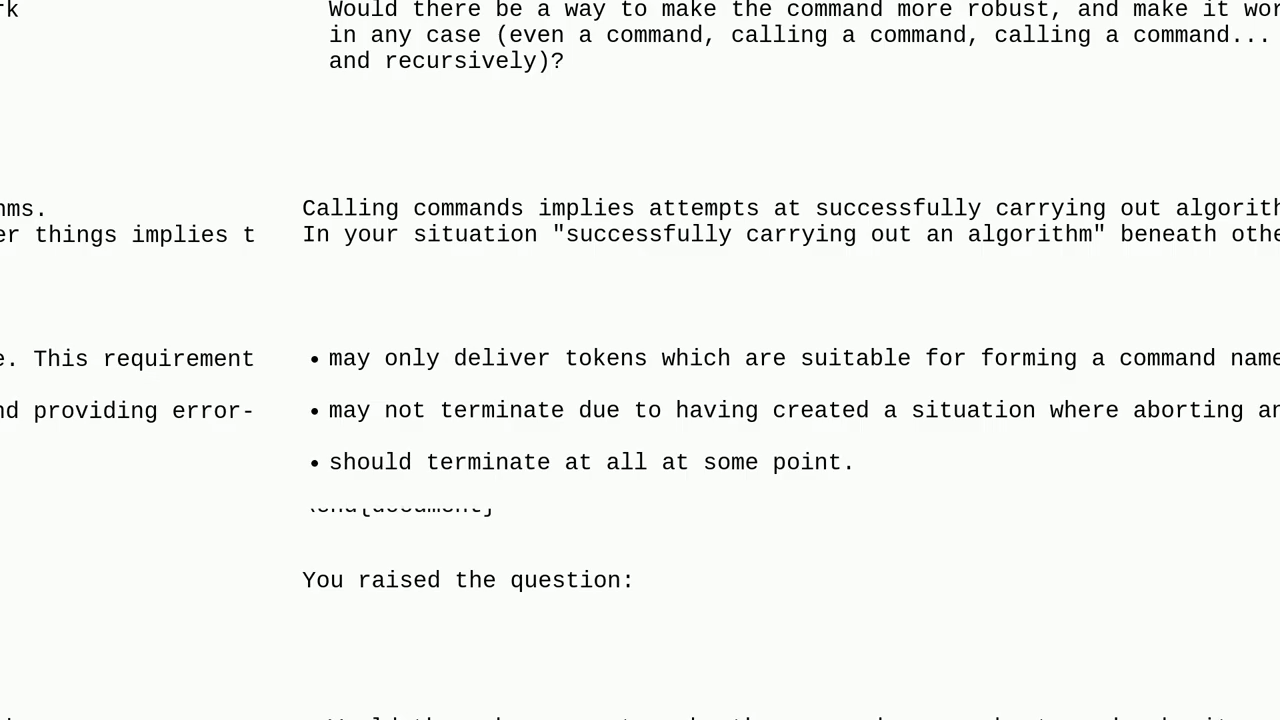 rk
Would there be a way to make the command more robust, and make it wor
in any case (even a command, calling a command, calling a command...
and recursively)?
hms.
Calling commands implies attempts at successfully carrying out algorith
er things implies t
In your situation "successfully carrying out an algorithm" beneath othe
e. This requirement
• may only deliver tokens which are suitable for forming a command name
nd providing error-
• may not terminate due to having created a situation where aborting an
• should terminate at all at some point.
\end{document}
You raised the question: